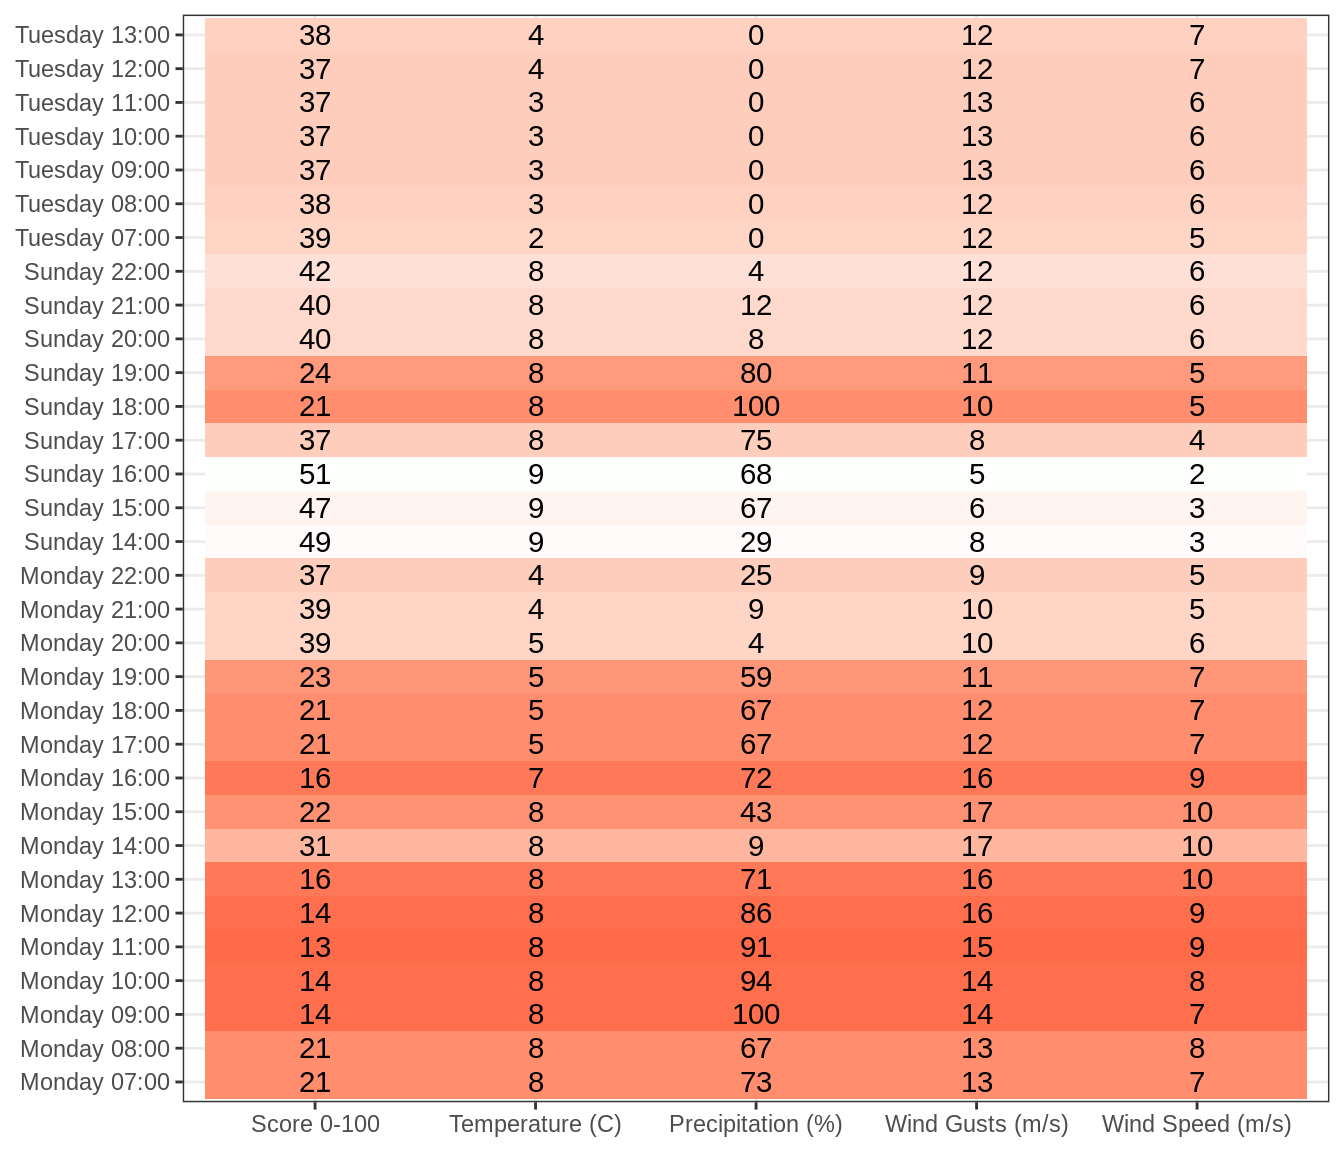 Tuesday 13:00 38 4 0 12 7
Tuesday 12:00 37 4 0 12 7
Tuesday 11:00 37 3 0 13 6
Tuesday 10:00 37 3 0 13 6
Tuesday 09:00 37 3 0 13 6
Tuesday 08:00 38 3 0 12 6
Tuesday 07:00 39 2 0 12 5
Sunday 22:00 42 8 4 12 6
Sunday 21:00 40 8 12 12 6
Sunday 20:00 40 8 8 12 6
Sunday 19:00 24 8 80 11 5
Sunday 18:00 21 8 100 10 5
Sunday 17:00 37 8 75 8 4
Sunday 16:00 51 9 68 5 2
Sunday 15:00 47 9 67 6 3
Sunday 14:00 49 9 29 8 3
Monday 22:00 37 4 25 9 5
Monday 21:00 39 4 9 10 5
Monday 20:00 39 5 4 10 6
Monday 19:00 23 5 59 11 7
Monday 18:00 21 5 67 12 7
Monday 17:00 21 5 67 12 7
Monday 16:00 16 7 72 16 9
Monday 15:00 22 8 43 17 10
Monday 14:00 31 8 9 17 10
Monday 13:00 16 8 71 16 10
Monday 12:00 14 8 86 16 9
Monday 11:00 13 8 91 15 9
Monday 10:00 14 8 94 14 8
Monday 09:00 14 8 100 14 7
Monday 08:00 21 8 67 13 8
Monday 07:00 21 8 73 13 7
Score 0-100 Temperature (C) Precipitation (%) Wind Gusts (m/s) Wind Speed (m/s)